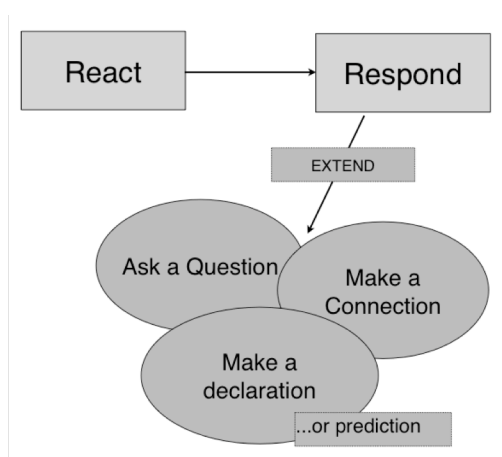 React
Respond
EXTEND
Ask a Question
Make a
Connection
Make a
declaration
...or prediction